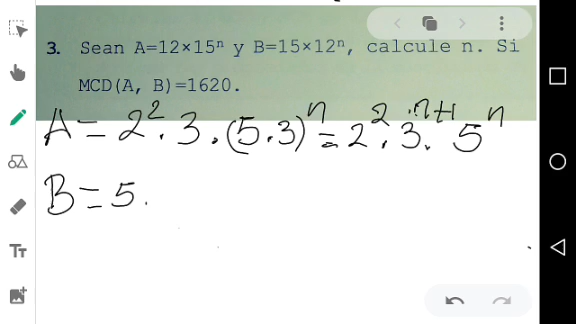 3. Sean A=12×15ⁿ y B=15×12ⁿ, calcule n. Si
MCD(A, B)=1620.
A = 2² . 3 . (5.3)ⁿ = 2² . 3ⁿ⁺¹ . 5ⁿ
B = 5.
Tт